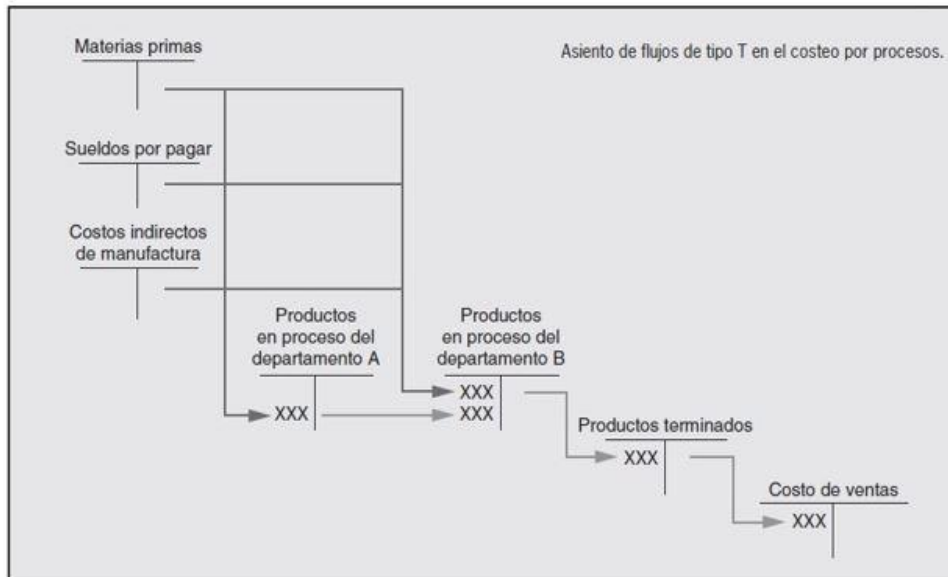 Materias primas
Asiento de flujos de tipo T en el costeo por procesos.
Sueldos por pagar
Costos indirectos
de manufactura
Productos
en proceso del
departamento A
Productos
en proceso del
departamento B
XXX
XXX
XXX
Productos terminados
XXX
Costo de ventas
XXX